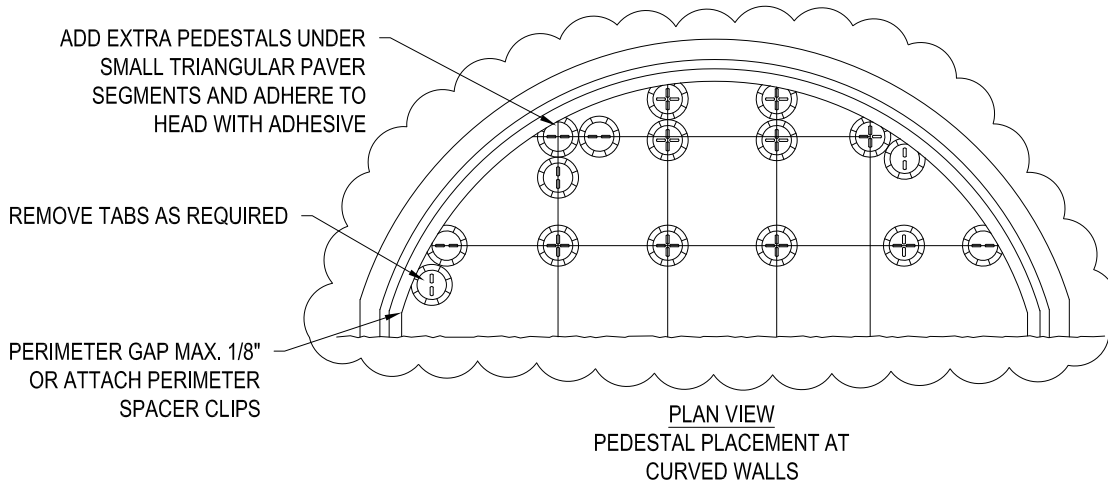 ADD EXTRA PEDESTALS UNDER
SMALL TRIANGULAR PAVER
SEGMENTS AND ADHERE TO
HEAD WITH ADHESIVE
REMOVE TABS AS REQUIRED
PERIMETER GAP MAX. 1/8"
OR ATTACH PERIMETER
SPACER CLIPS
PLAN VIEW
PEDESTAL PLACEMENT AT
CURVED WALLS